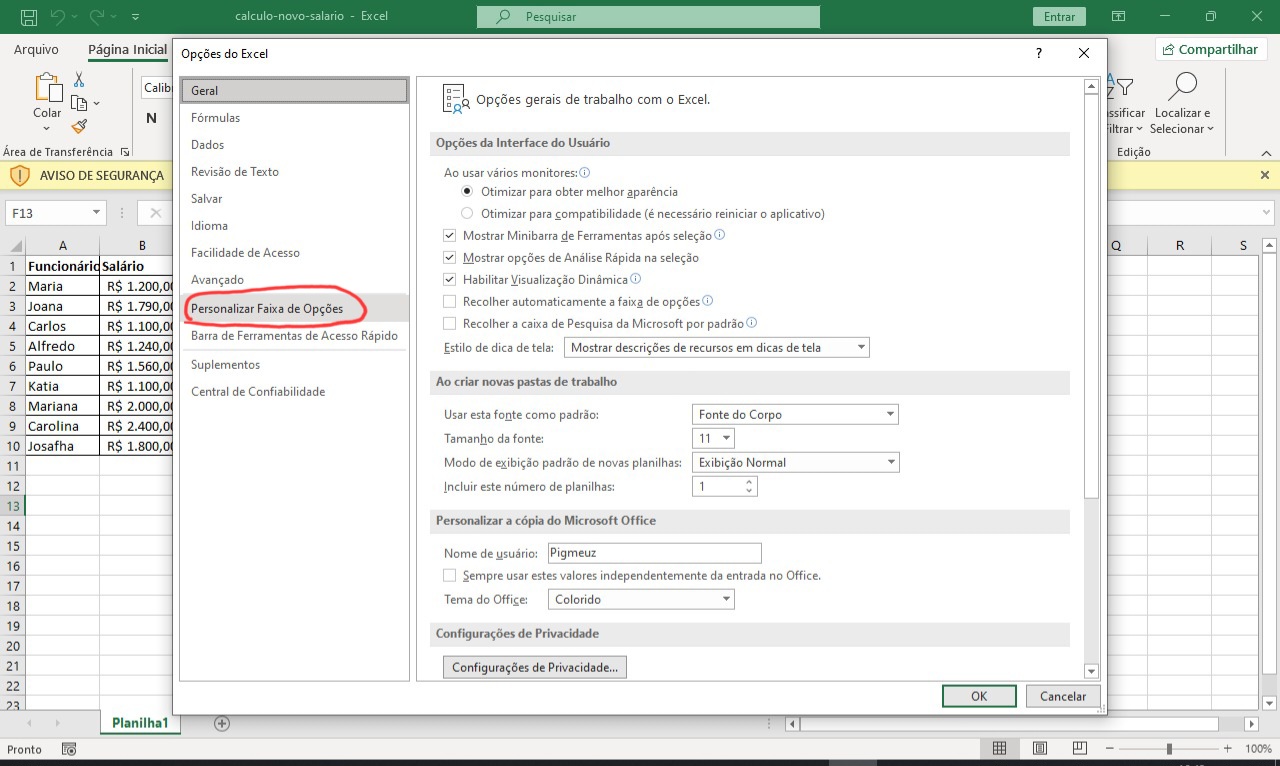 calculo-novo-salario - Excel
Pesquisar
Entrar
Arquivo
Página Inicial
Compartilhar
Opções do Excel
?
Colar
Calibri
N
Área de Transferência
Localizar e
Selecionar
Edição
AVISO DE SEGURANÇA
F13
A B Q R S
1 Funcionário Salário
2 Maria R$ 1.200,00
3 Joana R$ 1.790,00
4 Carlos R$ 1.100,00
5 Alfredo R$ 1.240,00
6 Paulo R$ 1.560,00
7 Katia R$ 1.100,00
8 Mariana R$ 2.000,00
9 Carolina R$ 2.400,00
10 Josafha R$ 1.800,00
11
12
13
14
15
16
17
18
19
20
21
22
23
Geral
Fórmulas
Dados
Revisão de Texto
Salvar
Idioma
Facilidade de Acesso
Avançado
Personalizar Faixa de Opções
Barra de Ferramentas de Acesso Rápido
Suplementos
Central de Confiabilidade
Opções gerais de trabalho com o Excel.
Opções da Interface do Usuário
Ao usar vários monitores:
Otimizar para obter melhor aparência
Otimizar para compatibilidade (é necessário reiniciar o aplicativo)
Mostrar Minibarra de Ferramentas após seleção
Mostrar opções de Análise Rápida na seleção
Habilitar Visualização Dinâmica
Recolher automaticamente a faixa de opções
Recolher a caixa de Pesquisa da Microsoft por padrão
Estilo de dica de tela: Mostrar descrições de recursos em dicas de tela
Ao criar novas pastas de trabalho
Usar esta fonte como padrão: Fonte do Corpo
Tamanho da fonte: 11
Modo de exibição padrão de novas planilhas: Exibição Normal
Incluir este número de planilhas: 1
Personalizar a cópia do Microsoft Office
Nome de usuário: Pigmeuz
Sempre usar estes valores independentemente da entrada no Office.
Tema do Office: Colorido
Configurações de Privacidade
Configurações de Privacidade...
OK
Cancelar
Planilha1
Pronto
100%